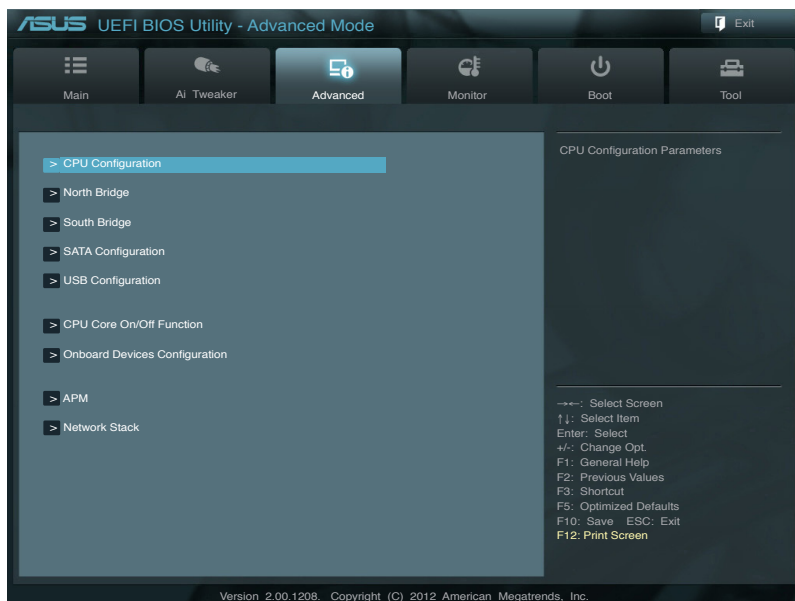 ASUS UEFI BIOS Utility - Advanced Mode
Exit
Main Ai Tweaker Advanced Monitor Boot Tool
> CPU Configuration
> North Bridge
> South Bridge
> SATA Configuration
> USB Configuration
> CPU Core On/Off Function
> Onboard Devices Configuration
> APM
> Network Stack
CPU Configuration Parameters
→←: Select Screen
↑↓: Select Item
Enter: Select
+/-: Change Opt.
F1: General Help
F2: Previous Values
F3: Shortcut
F5: Optimized Defaults
F10: Save ESC: Exit
F12: Print Screen
Version 2.00.1208. Copyright (C) 2012 American Megatrends, Inc.